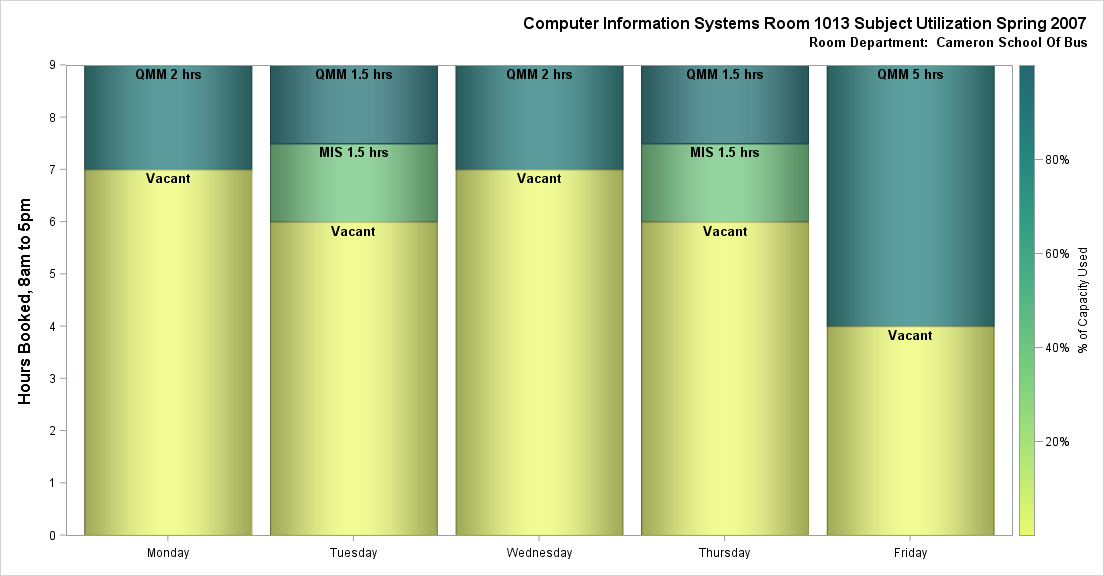 Computer Information Systems Room 1013 Subject Utilization Spring 2007
Room Department: Cameron School Of Bus
Hours Booked, 8am to 5pm
9
8
7
6
5
4
3
2
1
0
QMM 2 hrs
Vacant
QMM 1.5 hrs
MIS 1.5 hrs
Vacant
QMM 2 hrs
Vacant
QMM 1.5 hrs
MIS 1.5 hrs
Vacant
QMM 5 hrs
Vacant
Monday
Tuesday
Wednesday
Thursday
Friday
80%
60%
40%
20%
% of Capacity Used